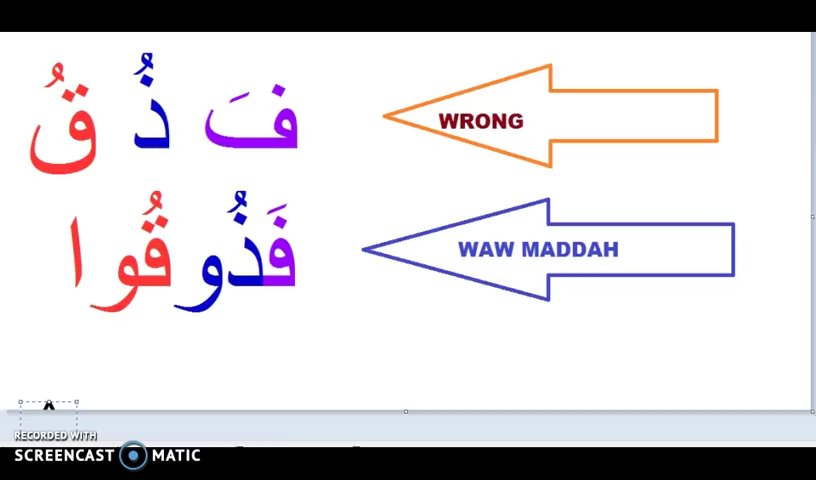 فَ ذُ قُ
WRONG
فَذُوقُوا
WAW MADDAH
RECORDED WITH
SCREENCAST MATIC